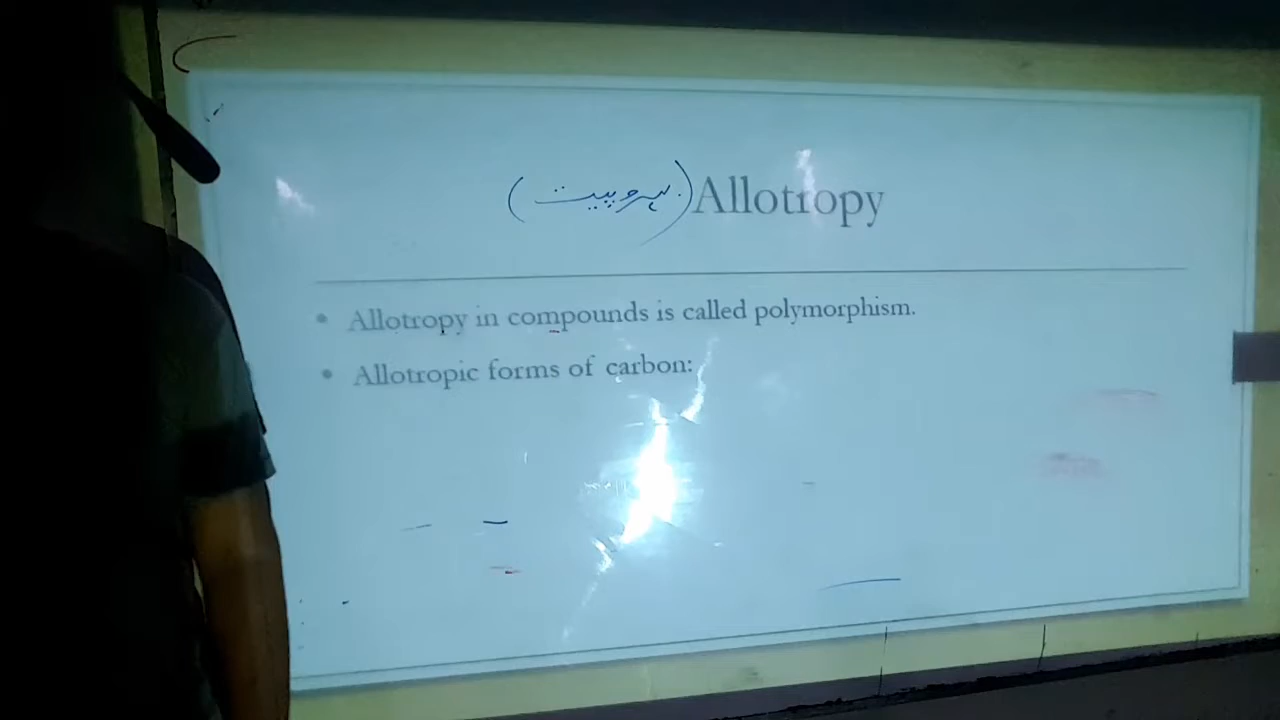 (بہروپیت) Allotropy
• Allotropy in compounds is called polymorphism.
• Allotropic forms of carbon: